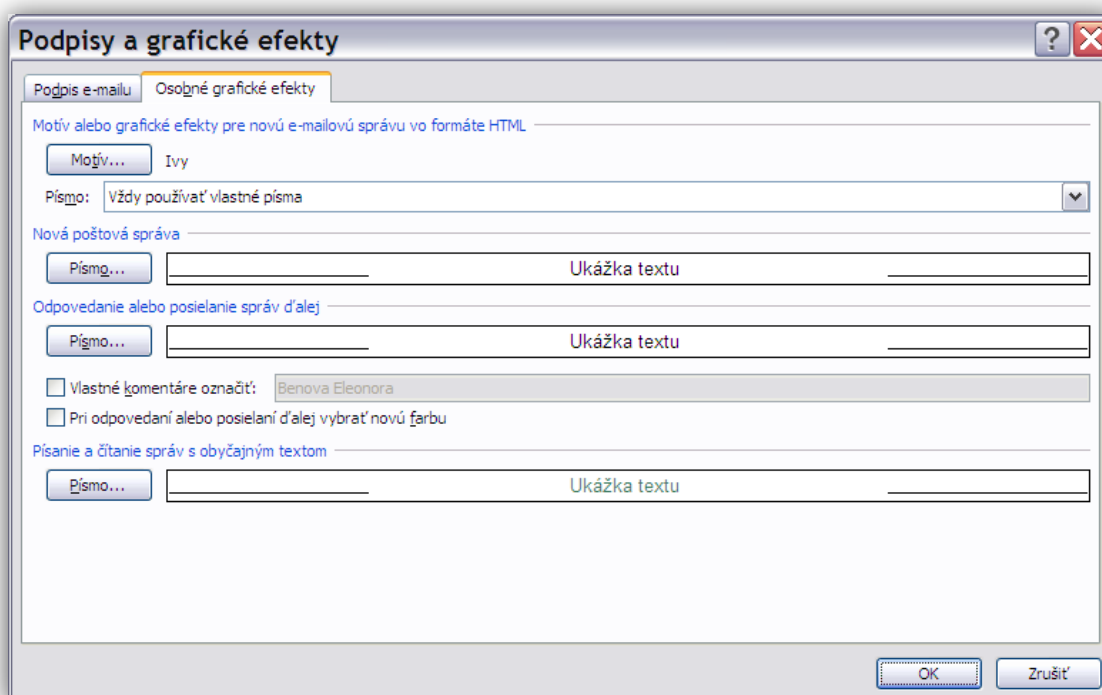 Podpisy a grafické efekty
Podpis e-mailu Osobné grafické efekty
Motív alebo grafické efekty pre novú e-mailovú správu vo formáte HTML
Motív... Ivy
Písmo: Vždy používať vlastné písma
Nová poštová správa
Písmo... Ukážka textu
Odpovedanie alebo posielanie správ ďalej
Písmo... Ukážka textu
Vlastné komentáre označiť: Benova Eleonora
Pri odpovedaní alebo posielaní ďalej vybrať novú farbu
Písanie a čítanie správ s obyčajným textom
Písmo... Ukážka textu
OK Zrušiť